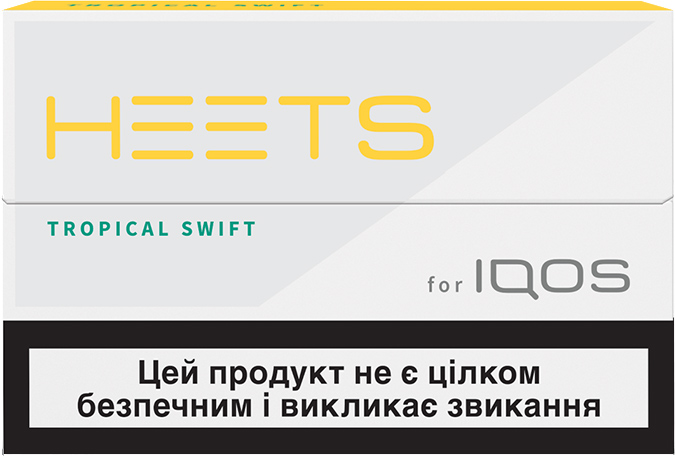 TROPICAL SWIFT
HEETS
TROPICAL SWIFT
for IQOS
Цей продукт не є цілком
безпечним і викликає звикання